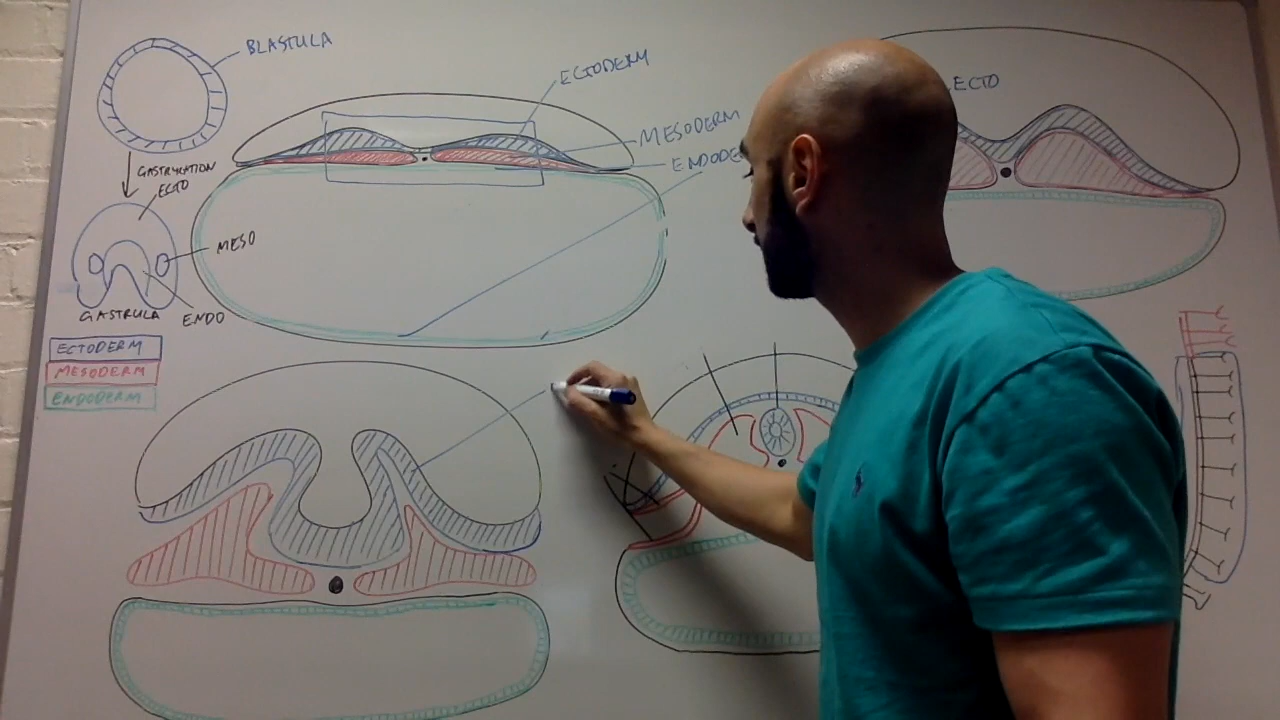 BLASTULA
GASTRULATION
ECTO
MESO
ENDO
GASTRULA
ECTODERM
MESODERM
ENDODERM
ECTODERM
MESODERM
ECTO